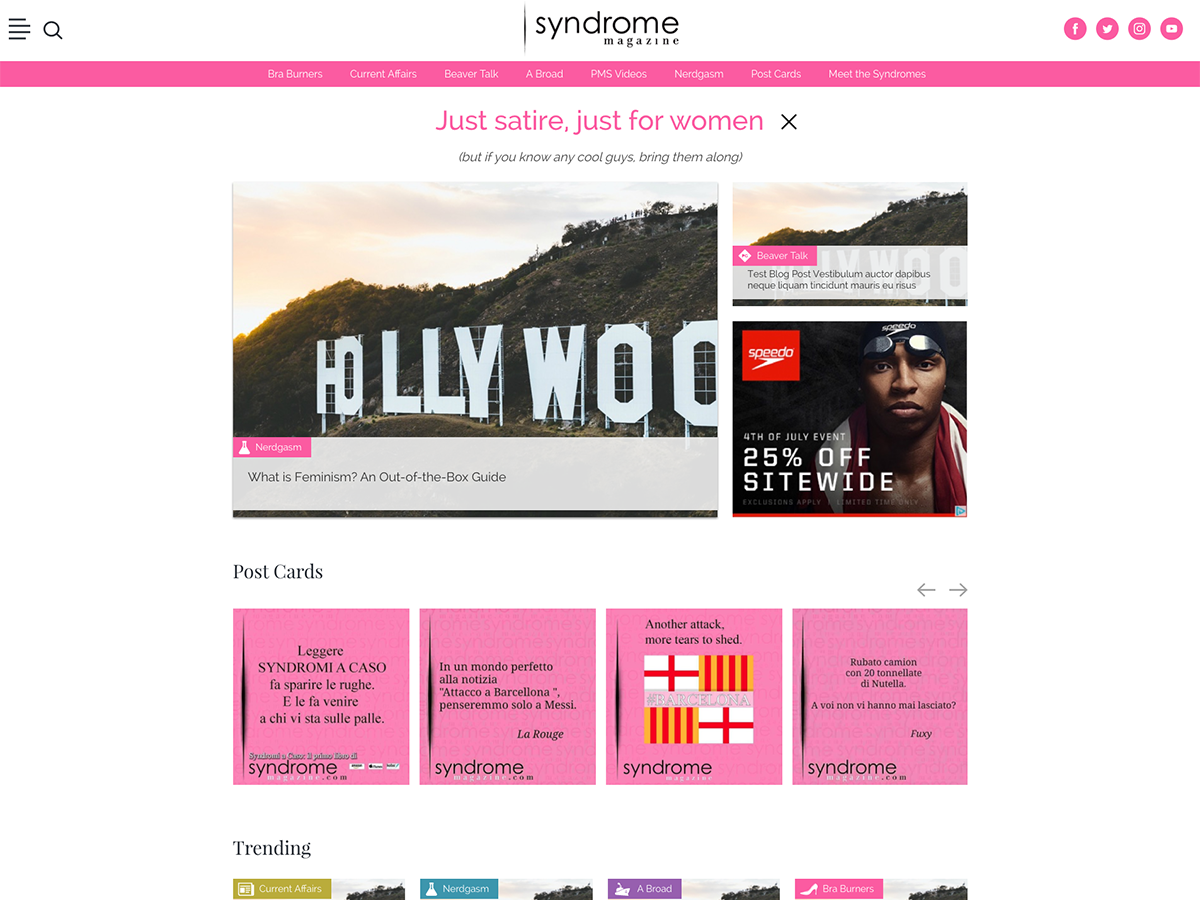 syndrome
magazine
Bra Burners Current Affairs Beaver Talk A Broad PMS Videos Nerdgasm Post Cards Meet the Syndromes
Just satire, just for women
(but if you know any cool guys, bring them along)
HOLLYWOO
Nerdgasm
What is Feminism? An Out-of-the-Box Guide
Beaver Talk
Test Blog Post Vestibulum auctor dapibus
neque liquam tincidunt mauris eu risus
speedo
speedo
4TH OF JULY EVENT
25% OFF
SITEWIDE
EXCLUSIONS APPLY | LIMITED TIME ONLY
Post Cards
Leggere
SYNDROMI A CASO
fa sparire le rughe.
E le fa venire
a chi vi sta sulle palle.
Syndromi a Caso: il primo libro di
syndrome
magazine.com
In un mondo perfetto
alla notizia
"Attacco a Barcellona ",
penseremmo solo a Messi.
La Rouge
syndrome
magazine.com
Another attack,
more tears to shed.
#BARCELONA
syndrome
magazine
Rubato camion
con 20 tonnellate
di Nutella.
A voi non vi hanno mai lasciato?
Fuxy
syndrome
magazine.com
Trending
Current Affairs
Nerdgasm
A Broad
Bra Burners